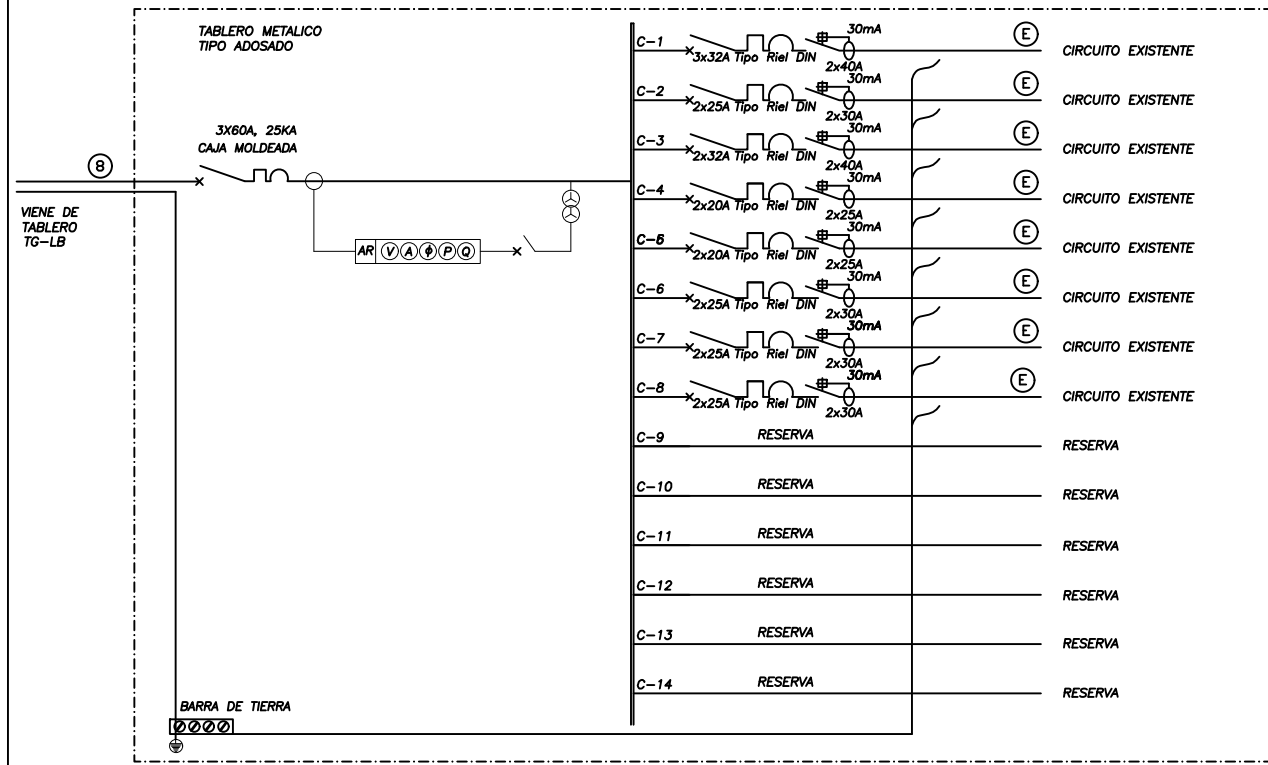 TABLERO METALICO
TIPO ADOSADO
3X60A, 25KA
CAJA MOLDEADA
8
VIENE DE
TABLERO
TG-LB
AR V A ϕ P Q
C-1 3x32A Tipo Riel DIN 30mA 2x40A E CIRCUITO EXISTENTE
C-2 2x25A Tipo Riel DIN 30mA 2x30A E CIRCUITO EXISTENTE
C-3 2x32A Tipo Riel DIN 30mA 2x40A E CIRCUITO EXISTENTE
C-4 2x20A Tipo Riel DIN 30mA 2x25A E CIRCUITO EXISTENTE
2x20A Tipo Riel DIN 30mA 2x25A E CIRCUITO EXISTENTE
C-6 2x25A Tipo Riel DIN 30mA 2x30A E CIRCUITO EXISTENTE
C-7 2x25A Tipo Riel DIN 30mA 2x30A E CIRCUITO EXISTENTE
C-8 2x25A Tipo Riel DIN 30mA 2x30A E CIRCUITO EXISTENTE
C-9 RESERVA RESERVA
C-10 RESERVA RESERVA
C-11 RESERVA RESERVA
C-12 RESERVA RESERVA
C-13 RESERVA RESERVA
C-14 RESERVA RESERVA
BARRA DE TIERRA